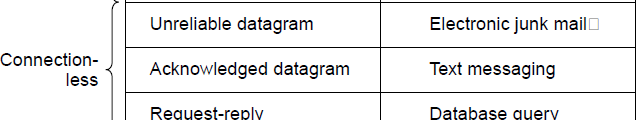 Unreliable datagram Electronic junk mail
Connection-
less
Acknowledged datagram Text messaging
Request-reply Database query